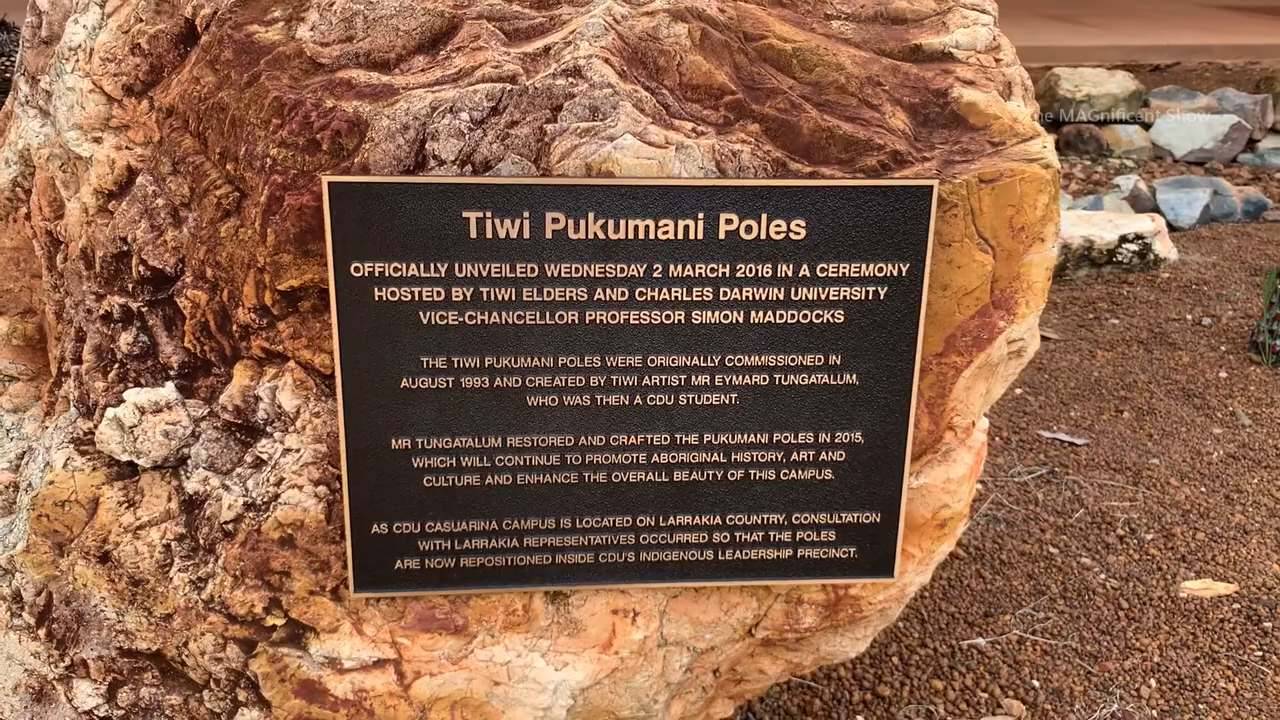 The MAGnificent Show
Tiwi Pukumani Poles
OFFICIALLY UNVEILED WEDNESDAY 2 MARCH 2016 IN A CEREMONY
HOSTED BY TIWI ELDERS AND CHARLES DARWIN UNIVERSITY
VICE-CHANCELLOR PROFESSOR SIMON MADDOCKS
THE TIWI PUKUMANI POLES WERE ORIGINALLY COMMISSIONED IN
AUGUST 1993 AND CREATED BY TIWI ARTIST MR EYMARD TUNGATALUM,
WHO WAS THEN A CDU STUDENT.
MR TUNGATALUM RESTORED AND CRAFTED THE PUKUMANI POLES IN 2015,
WHICH WILL CONTINUE TO PROMOTE ABORIGINAL HISTORY, ART AND
CULTURE AND ENHANCE THE OVERALL BEAUTY OF THIS CAMPUS.
AS CDU CASUARINA CAMPUS IS LOCATED ON LARRAKIA COUNTRY, CONSULTATION
WITH LARRAKIA REPRESENTATIVES OCCURRED SO THAT THE POLES
ARE NOW REPOSITIONED INSIDE CDU'S INDIGENOUS LEADERSHIP PRECINCT.